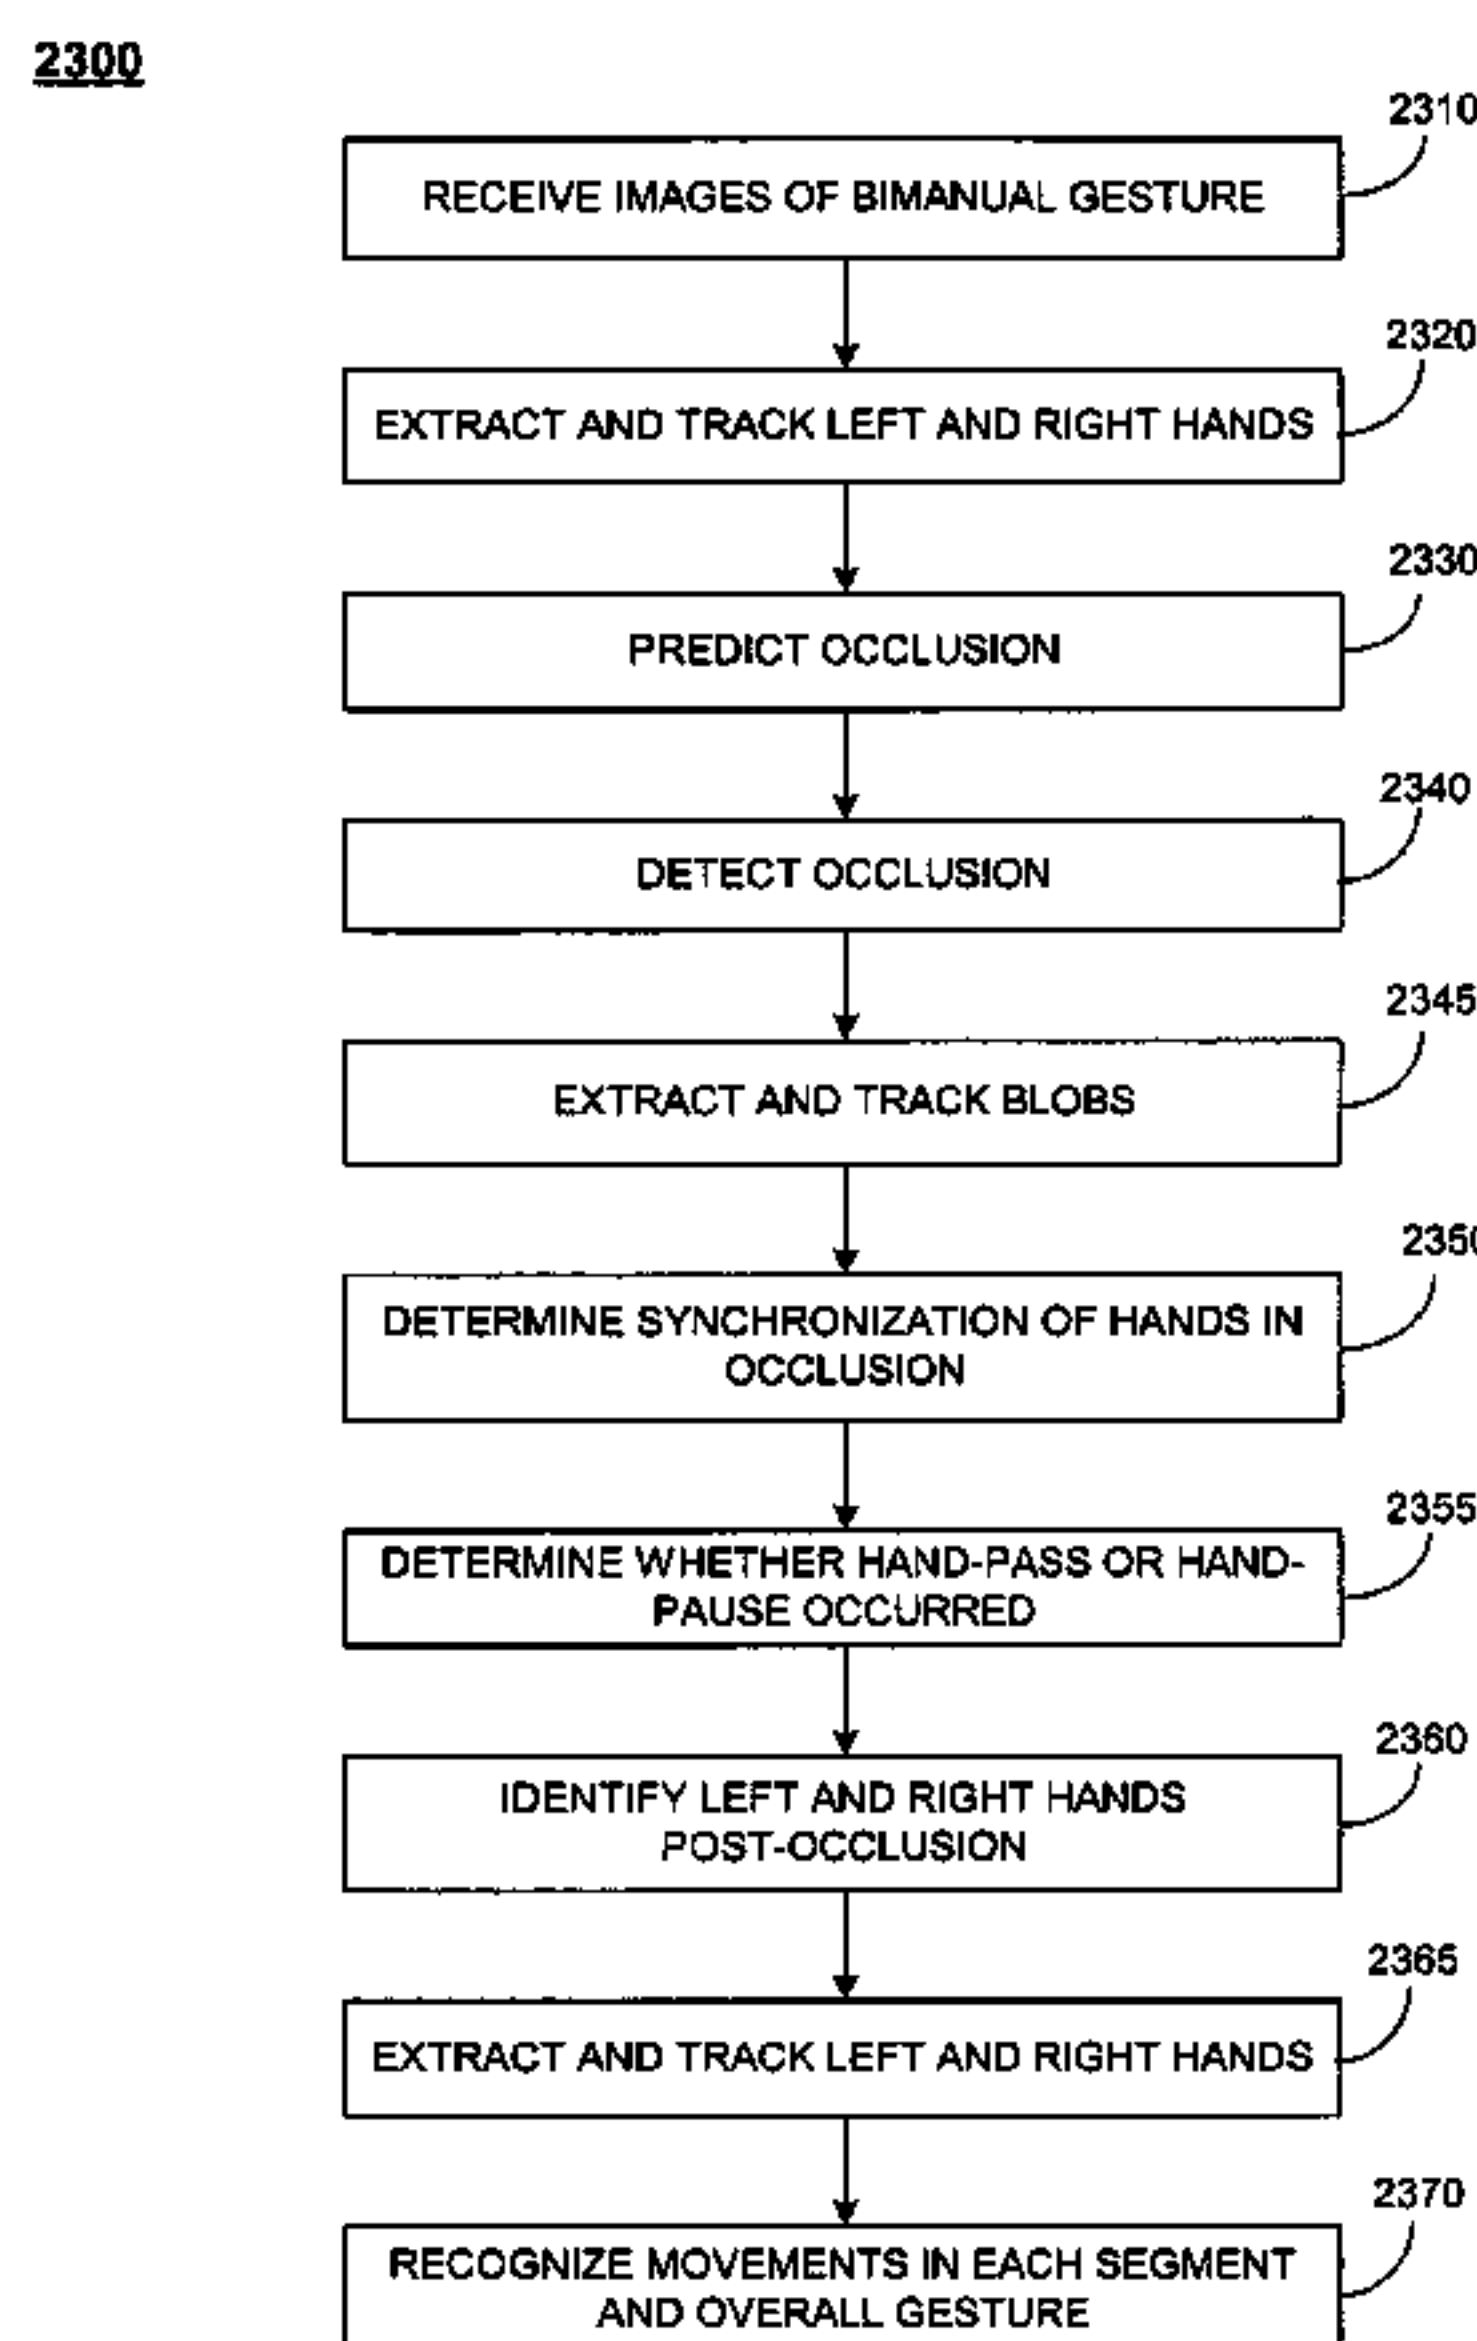 2300
2310
RECEIVE IMAGES OF BIMANUAL GESTURE
2320
EXTRACT AND TRACK LEFT AND RIGHT HANDS
2330
PREDICT OCCLUSION
2340
DETECT OCCLUSION
2345
EXTRACT AND TRACK BLOBS
2350
DETERMINE SYNCHRONIZATION OF HANDS IN
OCCLUSION
2355
DETERMINE WHETHER HAND-PASS OR HAND-
PAUSE OCCURRED
2360
IDENTIFY LEFT AND RIGHT HANDS
POST-OCCLUSION
2365
EXTRACT AND TRACK LEFT AND RIGHT HANDS
2370
RECOGNIZE MOVEMENTS IN EACH SEGMENT
AND OVERALL GESTURE